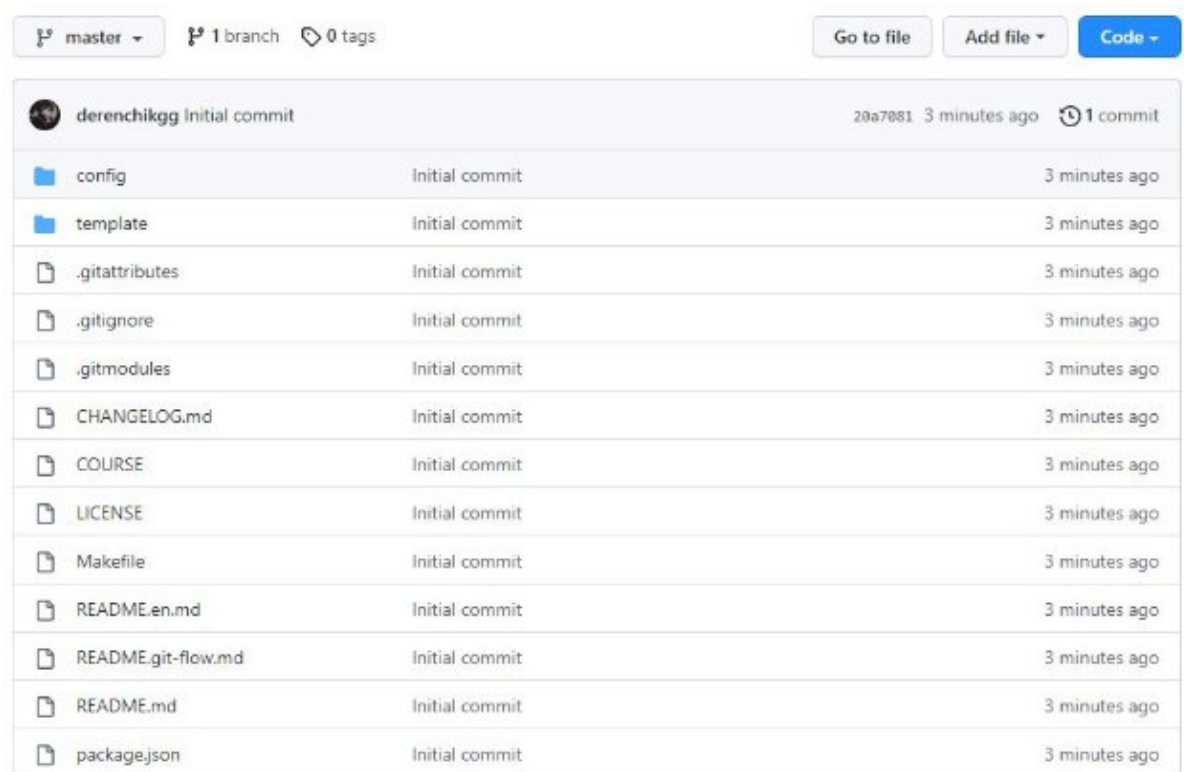 master 1 branch 0 tags Go to file Add file Code
derenchikgg Initial commit 20a7081 3 minutes ago 1 commit
config Initial commit 3 minutes ago
template Initial commit 3 minutes ago
.gitattributes Initial commit 3 minutes ago
.gitignore Initial commit 3 minutes ago
.gitmodules Initial commit 3 minutes ago
CHANGELOG.md Initial commit 3 minutes ago
COURSE Initial commit 3 minutes ago
LICENSE Initial commit 3 minutes ago
Makefile Initial commit 3 minutes ago
README.en.md Initial commit 3 minutes ago
README.git-flow.md Initial commit 3 minutes ago
README.md Initial commit 3 minutes ago
package.json Initial commit 3 minutes ago